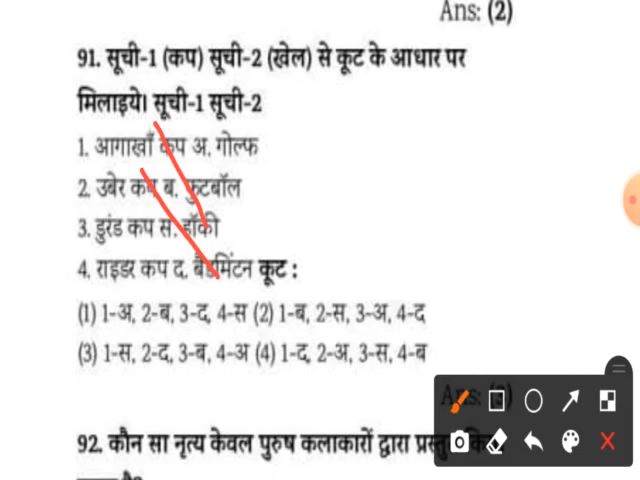 Ans: (2)
91. सूची-1 (कप) सूची-2 (खेल) से कूट के आधार पर
मिलाइये। सूची-1 सूची-2
1. आगाखाँ कप अ. गोल्फ
2. उबेर कप ब. फुटबॉल
3. डुरंड कप स. हॉकी
4. राइडर कप द. बैडमिंटन कूट :
(1) 1-अ, 2-ब, 3-द, 4-स (2) 1-ब, 2-स, 3-अ, 4-द
(3) 1-स, 2-द, 3-ब, 4-अ (4) 1-द, 2-अ, 3-स, 4-ब
Ans: (3)
92. कौन सा नृत्य केवल पुरुष कलाकारों द्वारा